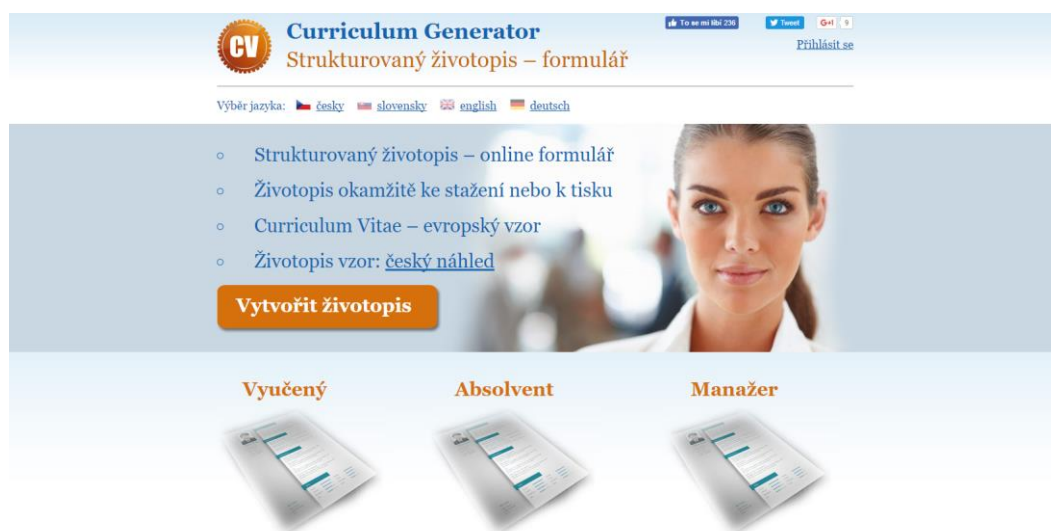 CV
Curriculum Generator
Strukturovaný životopis – formulář
To se mi líbí 236
Tweet
G+1 9
Přihlásit se
Výběr jazyka: česky slovensky english deutsch
Strukturovaný životopis – online formulář
Životopis okamžitě ke stažení nebo k tisku
Curriculum Vitae – evropský vzor
Životopis vzor: český náhled
Vytvořit životopis
Vyučený Absolvent Manažer